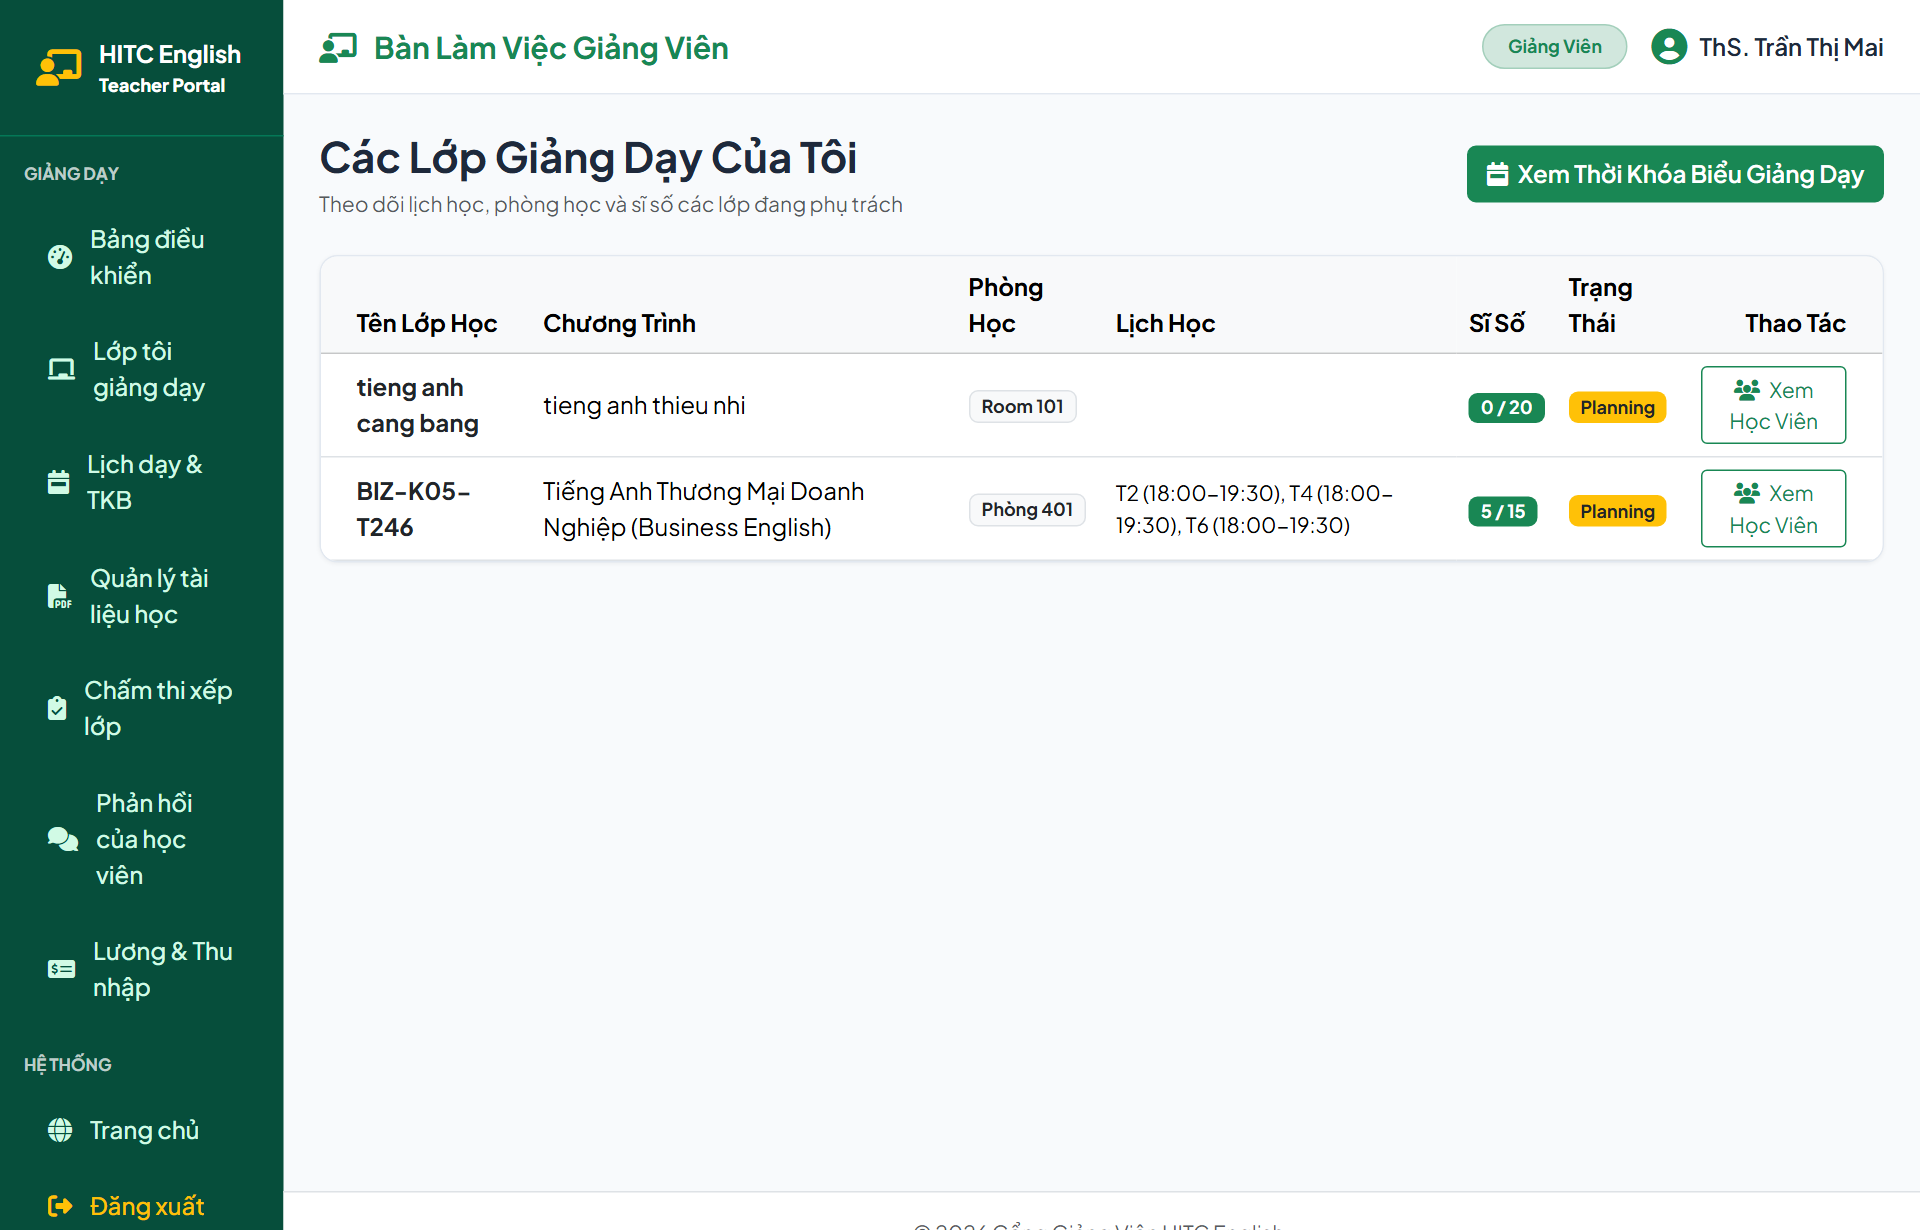 HITC English
Teacher Portal
GIẢNG DẠY
Bảng điều
khiển
Lớp tôi
giảng dạy
Lịch dạy &
TKB
Quản lý tài
liệu học
Chấm thi xếp
lớp
Phản hồi
của học
viên
Lương & Thu
nhập
HỆ THỐNG
Trang chủ
Đăng xuất
Bàn Làm Việc Giảng Viên
Giảng Viên
ThS. Trần Thị Mai
Các Lớp Giảng Dạy Của Tôi
Theo dõi lịch học, phòng học và sĩ số các lớp đang phụ trách
Xem Thời Khóa Biểu Giảng Dạy
Tên Lớp Học
Chương Trình
Phòng
Học
Lịch Học
Sĩ Số
Trạng
Thái
Thao Tác
tieng anh
cang bang
tieng anh thieu nhi
Room 101
0 / 20
Planning
Xem
Học Viên
BIZ-K05-
T246
Tiếng Anh Thương Mại Doanh
Nghiệp (Business English)
Phòng 401
T2 (18:00-19:30), T4 (18:00-
19:30), T6 (18:00-19:30)
5 / 15
Planning
Xem
Học Viên
© 2026 Cổng Giảng Viên HITC English